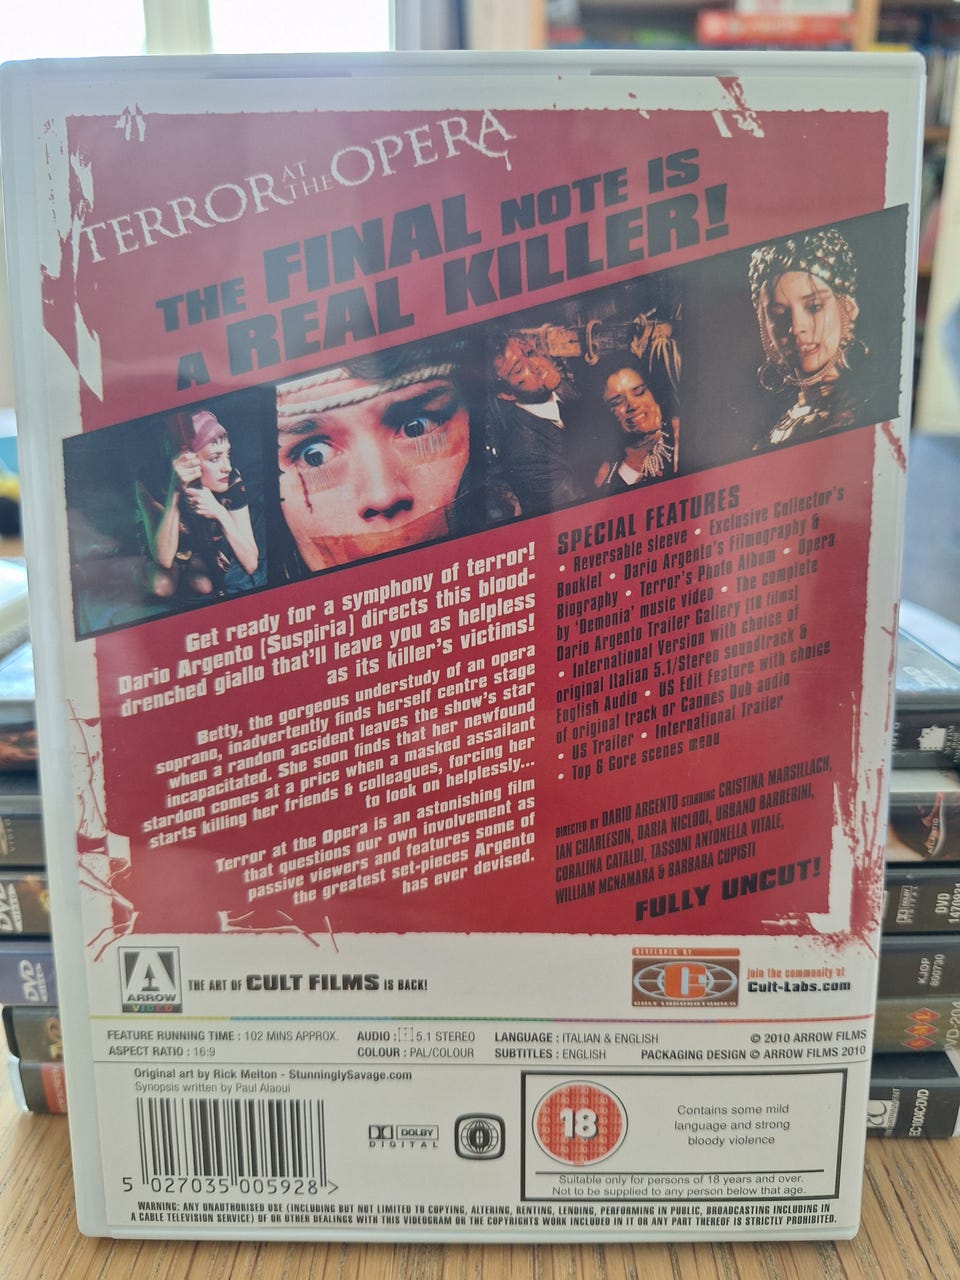 TERROR AT THE OPERA
THE FINAL NOTE IS
A REAL KILLER!
Get ready for a symphony of terror!
Dario Argento (Suspiria) directs this blood-
drenched giallo that'll leave you as helpless
as its killer's victims!
Betty, the gorgeous understudy of an opera
soprano, inadvertently finds herself centre stage
when a random accident leaves the show's star
incapacitated. She soon finds that her newfound
stardom comes at a price when a masked assailant
starts killing her friends & colleagues, forcing her
to look on helplessly...
Terror at the Opera is an astonishing film
that questions our own involvement as
passive viewers and features some of
the greatest set-pieces Argento
has ever devised.
SPECIAL FEATURES
• Reversable sleeve • Exclusive Collector's
Booklet • Dario Argento's Filmography &
Biography • Terror's Photo Album • Opera
by 'Demonia' music video • The complete
Dario Argento Trailer Gallery (18 films)
• International Version with choice of
original Italian 5.1/Stereo soundtrack &
English Audio • US Edit Feature with choice
of original track or Cannes Dub audio
• US Trailer • International Trailer
• Top 6 Gore scenes menu
DIRECTED BY DARIO ARGENTO STARRING CRISTINA MARSILLACH,
IAN CHARLESON, DARIA NICLODI, URBANO BARBERINI,
CORALINA CATALDI, TASSONI ANTONELLA VITALE,
WILLIAM MCNAMARA & BARBARA CUPISTI
FULLY UNCUT!
ARROW
VIDEO
THE ART OF CULT FILMS IS BACK!
DEVELOPED BY
CULT LABORATORIES
join the community at
Cult-Labs.com
FEATURE RUNNING TIME : 102 MINS APPROX.
ASPECT RATIO : 16:9
AUDIO : 5.1 STEREO
COLOUR : PAL/COLOUR
LANGUAGE : ITALIAN & ENGLISH
SUBTITLES : ENGLISH
© 2010 ARROW FILMS
PACKAGING DESIGN © ARROW FILMS 2010
Original art by Rick Melton - StunninglySavage.com
Synopsis written by Paul Alaoui
5 027035 005928 >
DOLBY
DIGITAL
0
18
Contains some mild
language and strong
bloody violence
Suitable only for persons of 18 years and over.
Not to be supplied to any person below that age.
WARNING: ANY UNAUTHORISED USE (INCLUDING BUT NOT LIMITED TO COPYING, ALTERING, RENTING, LENDING, PERFORMING IN PUBLIC, BROADCASTING INCLUDING IN
A CABLE TELEVISION SERVICE) OF OR OTHER DEALINGS WITH THIS VIDEOGRAM OR THE COPYRIGHTS WORK INCLUDED IN IT OR ANY PART THEREOF IS STRICTLY PROHIBITED.
DVD
DVD
KJDP
EC104C-DVD